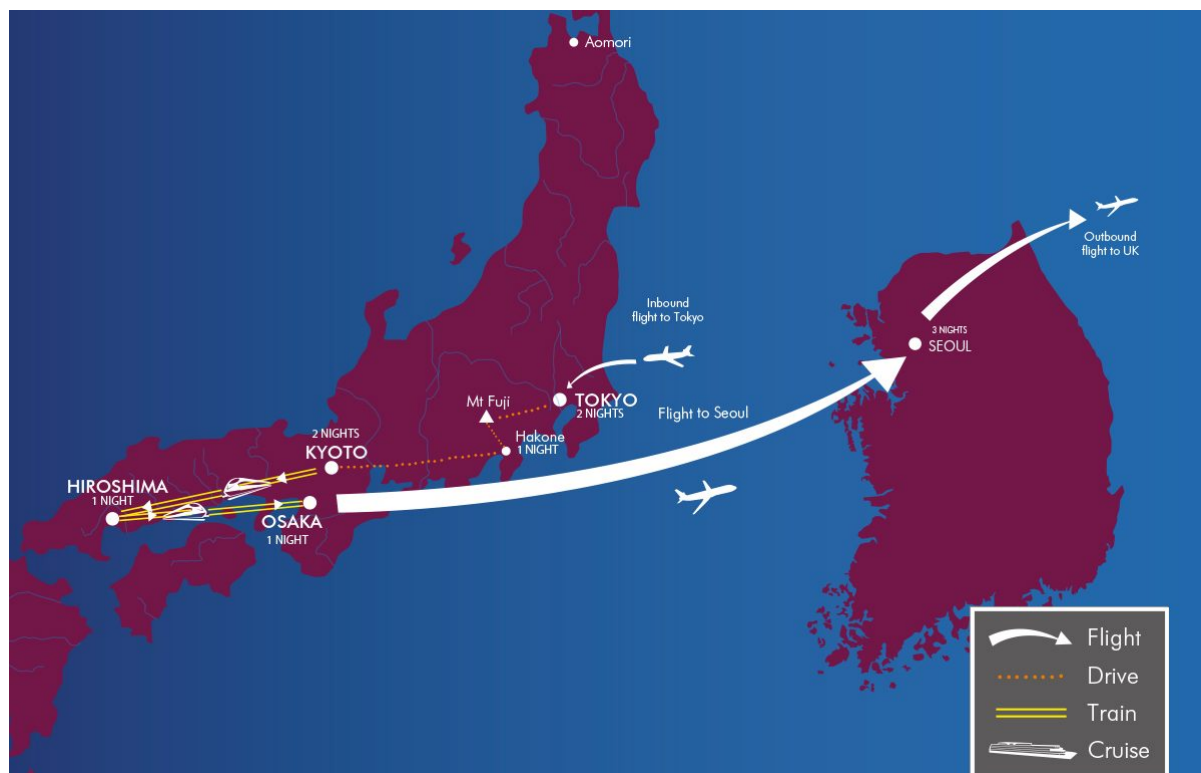 Aomori
Outbound
flight to UK
Inbound
flight to Tokyo
3 NIGHTS
SEOUL
Mt Fuji
TOKYO
2 NIGHTS
Flight to Seoul
Hakone
1 NIGHT
2 NIGHTS
KYOTO
HIROSHIMA
1 NIGHT
OSAKA
1 NIGHT
Flight
Drive
Train
Cruise